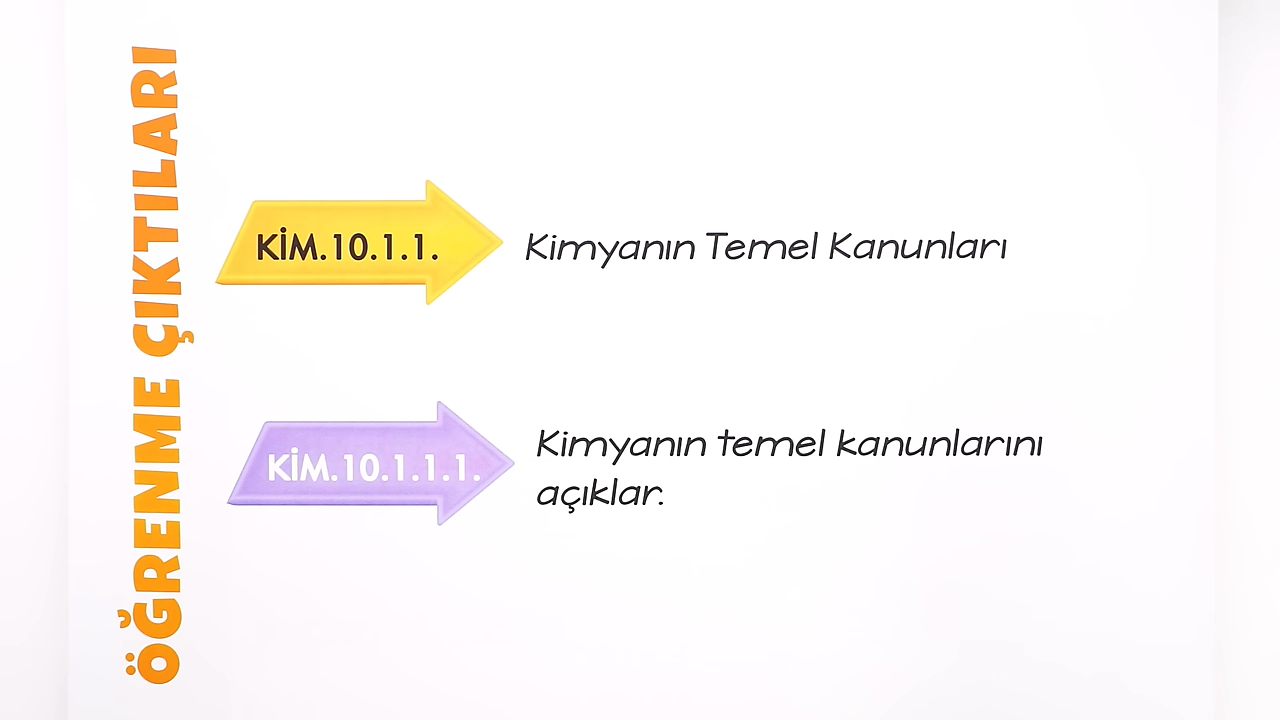 ÖĞRENME ÇIKTILARI
KİM.10.1.1.
Kimyanın Temel Kanunları
KİM.10.1.1.1.
Kimyanın temel kanunlarını
açıklar.